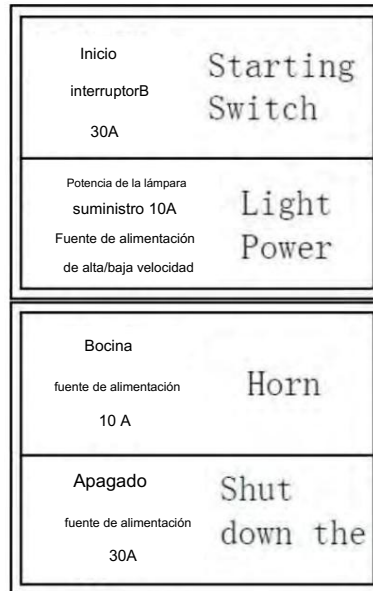 Inicio
interruptorB
30A
Starting
Switch
Potencia de la lámpara
suministro 10A
Fuente de alimentación
de alta/baja velocidad
Light
Power
Bocina
fuente de alimentación
10 A
Horn
Apagado
fuente de alimentación
30A
Shut
down the